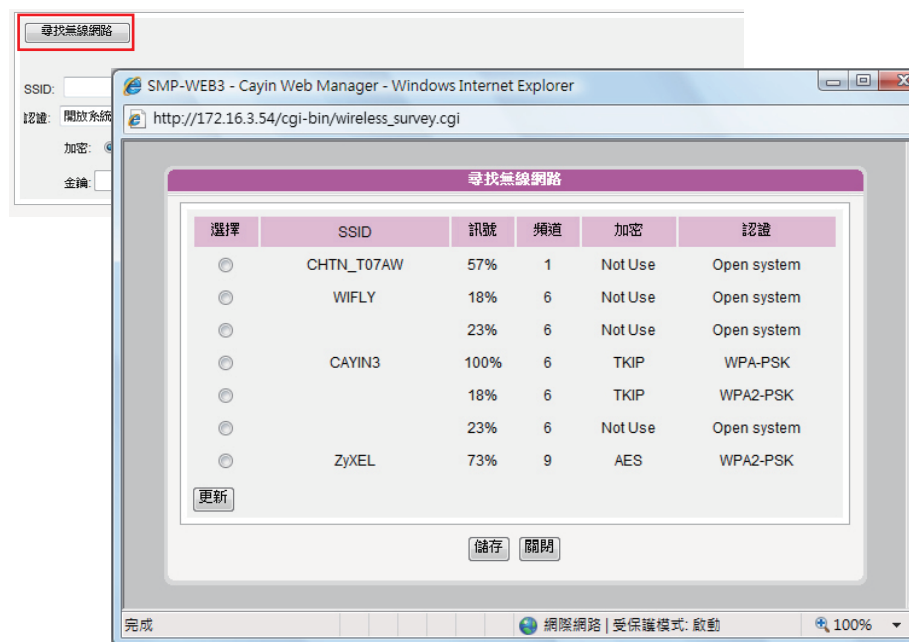 尋找無線網路
SSID:
認證: 開放系統
加密:
金鑰:
SMP-WEB3 - Cayin Web Manager - Windows Internet Explorer
http://172.16.3.54/cgi-bin/wireless_survey.cgi
尋找無線網路
選擇 SSID 訊號 頻道 加密 認證
CHTN_T07AW 57% 1 Not Use Open system
WIFLY 18% 6 Not Use Open system
23% 6 Not Use Open system
CAYIN3 100% 6 TKIP WPA-PSK
18% 6 TKIP WPA2-PSK
23% 6 Not Use Open system
ZyXEL 73% 9 AES WPA2-PSK
更新
儲存 關閉
完成 網際網路 | 受保護模式: 啟動 100%